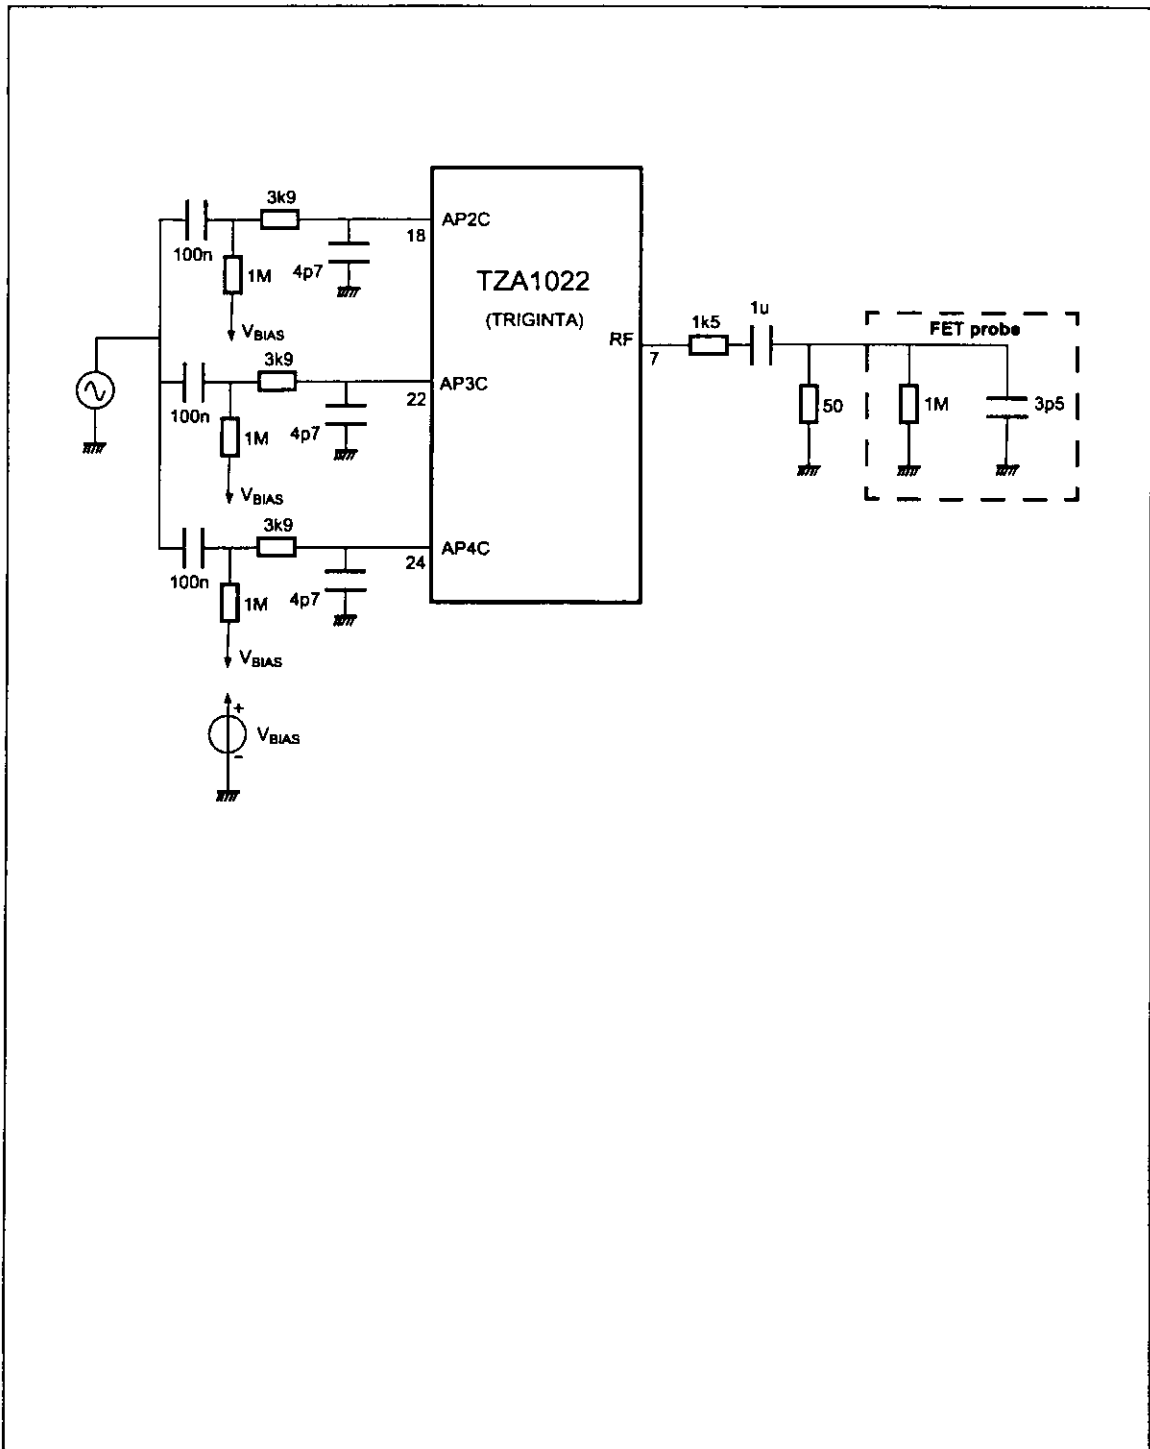 3k9
100n
1M
4p7
VBIAS
18
AP2C
TZA1022
(TRIGINTA)
3k9
100n
1M
4p7
VBIAS
22
AP3C
3k9
100n
1M
4p7
VBIAS
24
AP4C
+
VBIAS
-
RF
7
1k5
1u
50
FET probe
1M
3p5